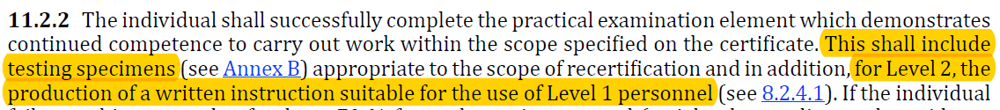 11.2.2 The individual shall successfully complete the practical examination element which demonstrates
continued competence to carry out work within the scope specified on the certificate. This shall include
testing specimens (see Annex B) appropriate to the scope of recertification and in addition, for Level 2, the
production of a written instruction suitable for the use of Level 1 personnel (see 8.2.4.1). If the individual